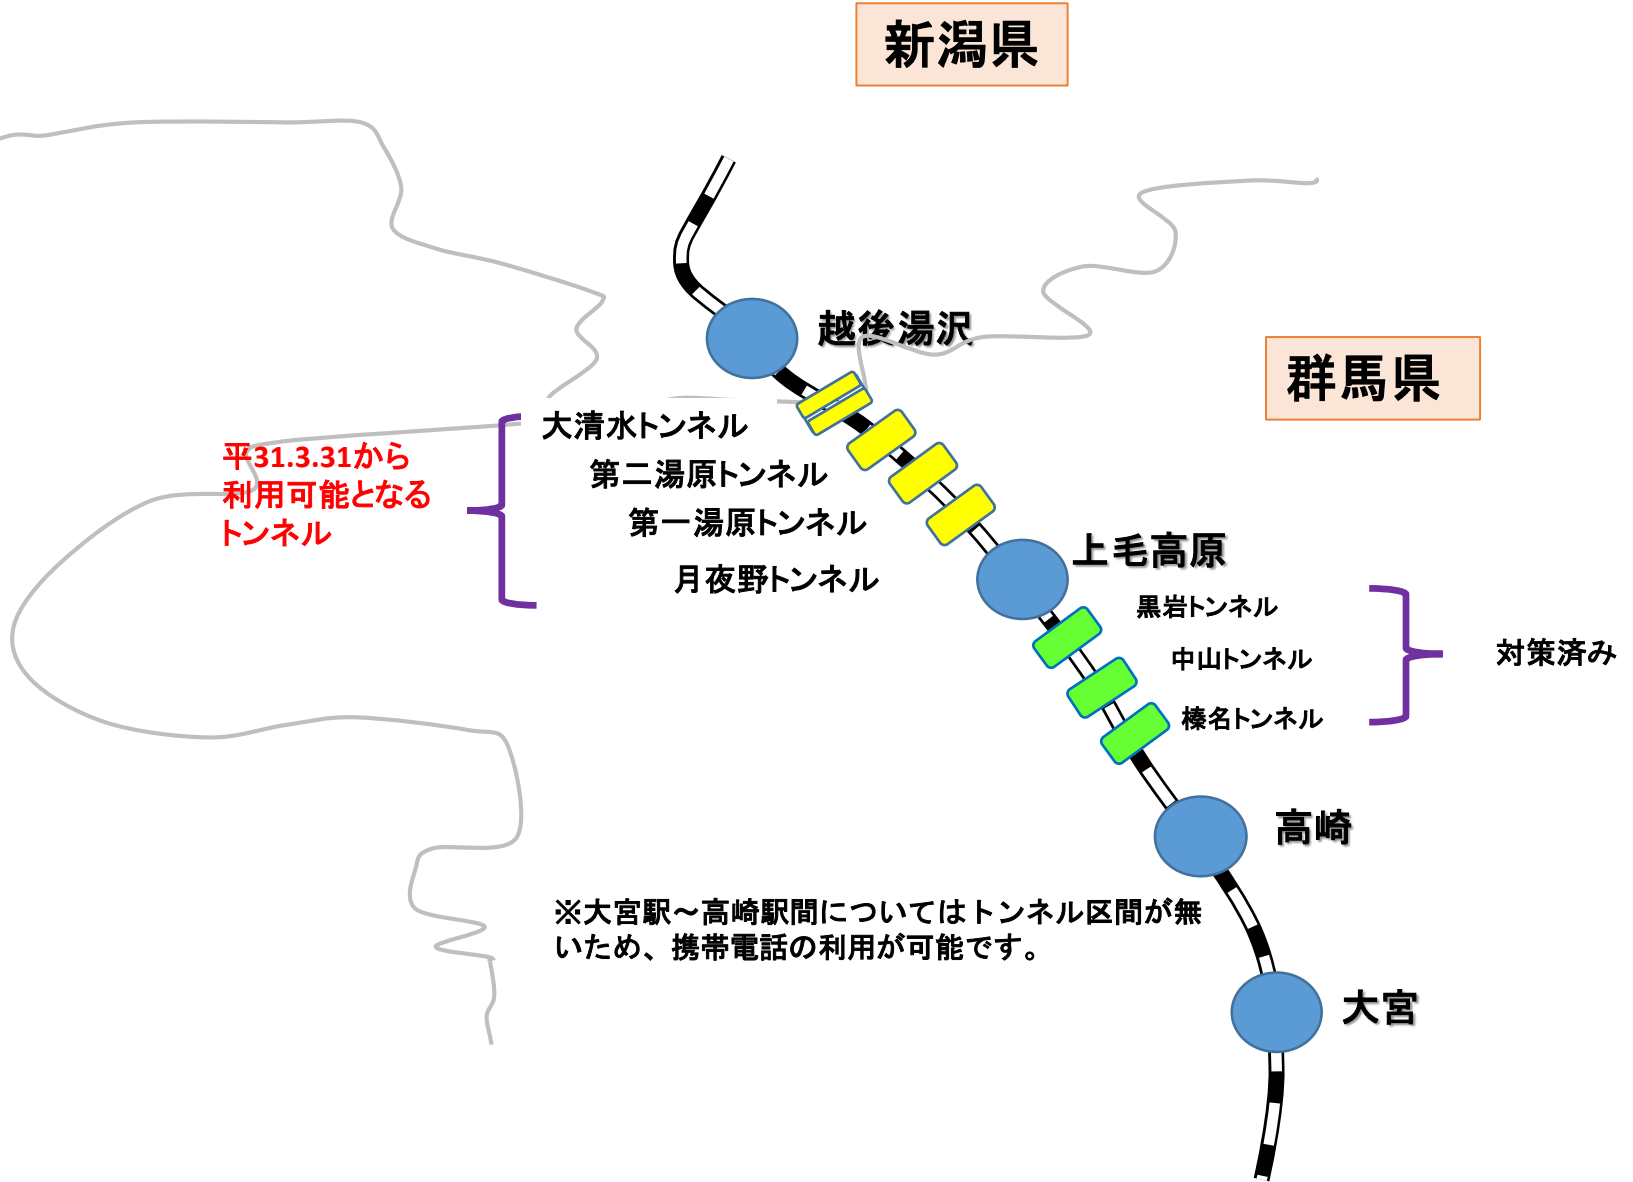 新潟県
越後湯沢
群馬県
大清水トンネル
平31.3.31から
利用可能となる
トンネル
第二湯原トンネル
第一湯原トンネル
月夜野トンネル
上毛高原
黒岩トンネル
中山トンネル
榛名トンネル
対策済み
高崎
※大宮駅～高崎駅間についてはトンネル区間が無
いため、携帯電話の利用が可能です。
大宮